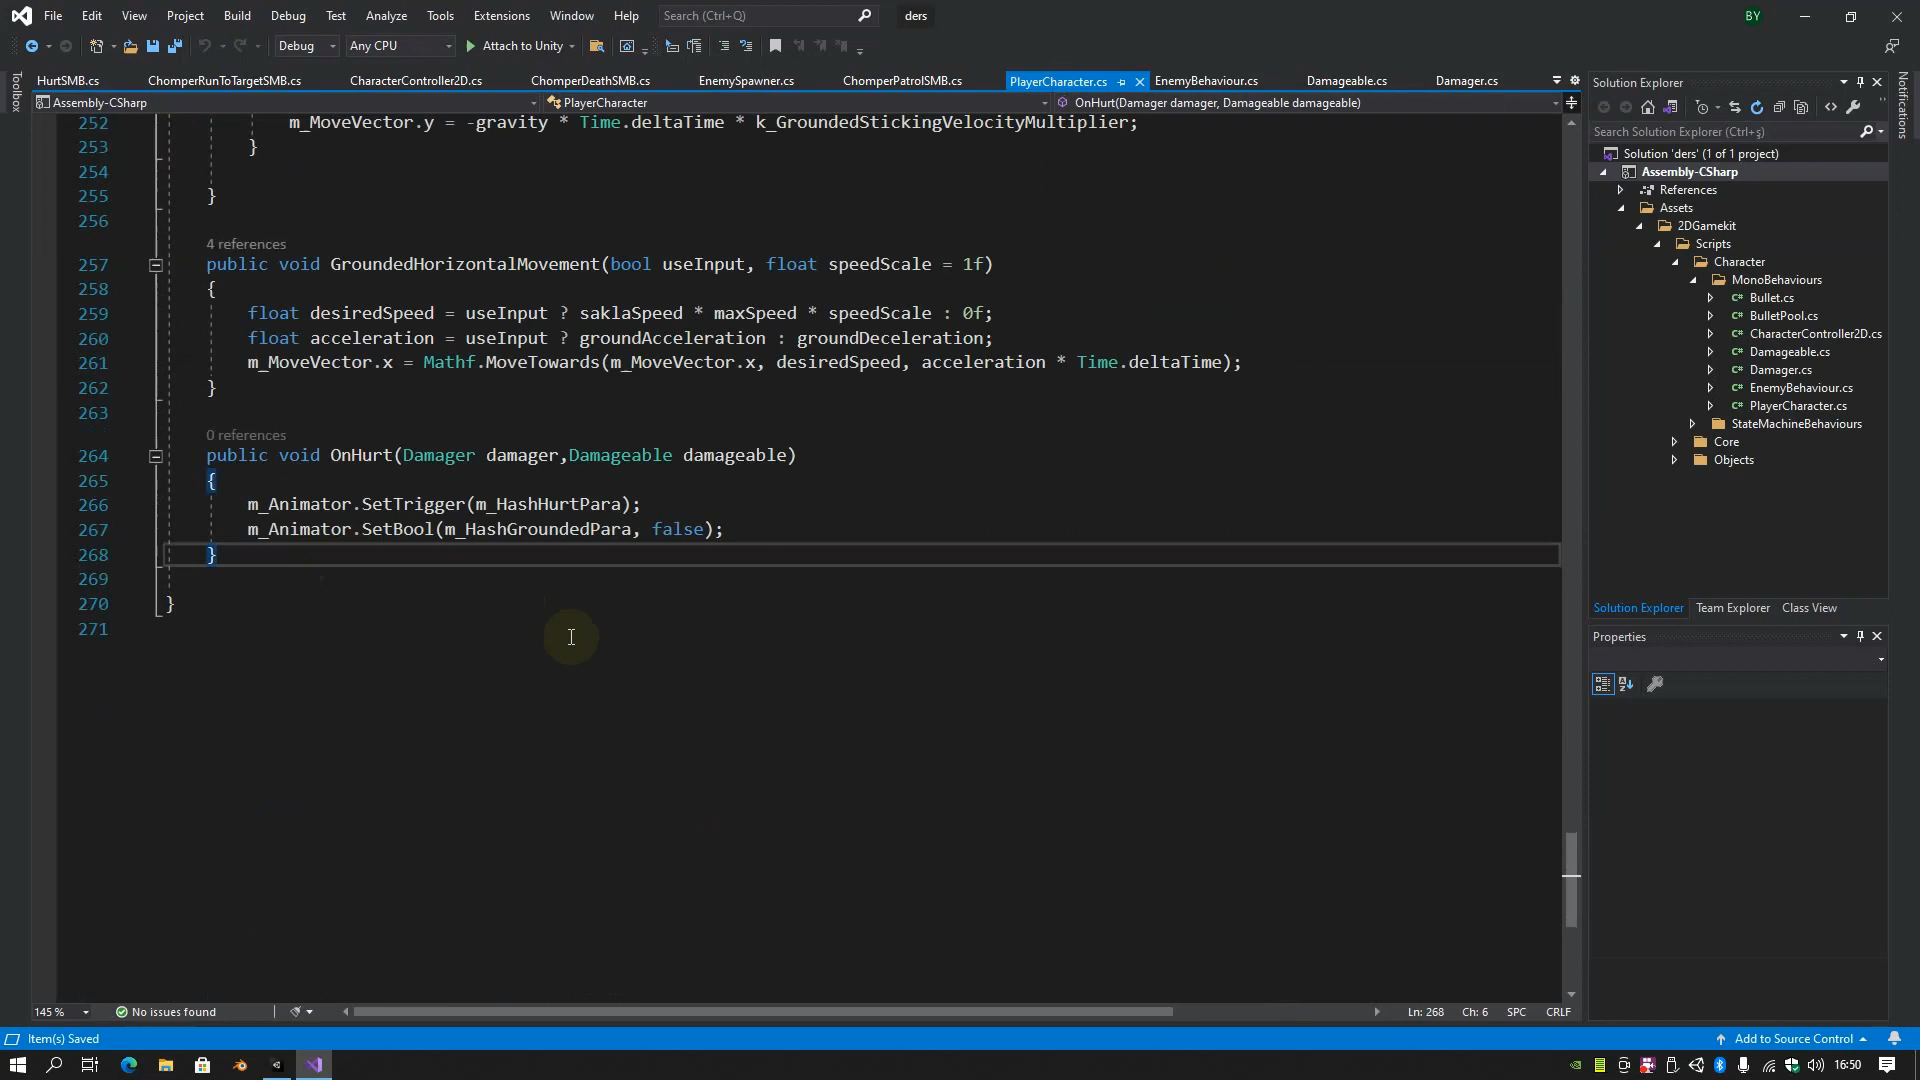 File Edit View Project Build Debug Test Analyze Tools Extensions Window Help Search (Ctrl+Q) ders BY
Debug Any CPU Attach to Unity
Toolbox
HurtSMB.cs ChomperRunToTargetSMB.cs CharacterController2D.cs ChomperDeathSMB.cs EnemySpawner.cs ChomperPatrolSMB.cs PlayerCharacter.cs EnemyBehaviour.cs Damageable.cs Damager.cs
Assembly-CSharp PlayerCharacter OnHurt(Damager damager, Damageable damageable)
252 m_MoveVector.y = -gravity * Time.deltaTime * k_GroundedStickingVelocityMultiplier;
253 }
254
255 }
256
4 references
257 public void GroundedHorizontalMovement(bool useInput, float speedScale = 1f)
258 {
259 float desiredSpeed = useInput ? saklaSpeed * maxSpeed * speedScale : 0f;
260 float acceleration = useInput ? groundAcceleration : groundDeceleration;
261 m_MoveVector.x = Mathf.MoveTowards(m_MoveVector.x, desiredSpeed, acceleration * Time.deltaTime);
262 }
263
0 references
264 public void OnHurt(Damager damager,Damageable damageable)
265 {
266 m_Animator.SetTrigger(m_HashHurtPara);
267 m_Animator.SetBool(m_HashGroundedPara, false);
268 }
269
270 }
271
145 % No issues found Ln: 268 Ch: 6 SPC CRLF
Solution Explorer
Search Solution Explorer (Ctrl+ş)
Solution 'ders' (1 of 1 project)
Assembly-CSharp
References
Assets
2DGamekit
Scripts
Character
MonoBehaviours
Bullet.cs
BulletPool.cs
CharacterController2D.cs
Damageable.cs
Damager.cs
EnemyBehaviour.cs
PlayerCharacter.cs
StateMachineBehaviours
Core
Objects
Solution Explorer Team Explorer Class View
Properties
Notifications
Item(s) Saved Add to Source Control
16:50